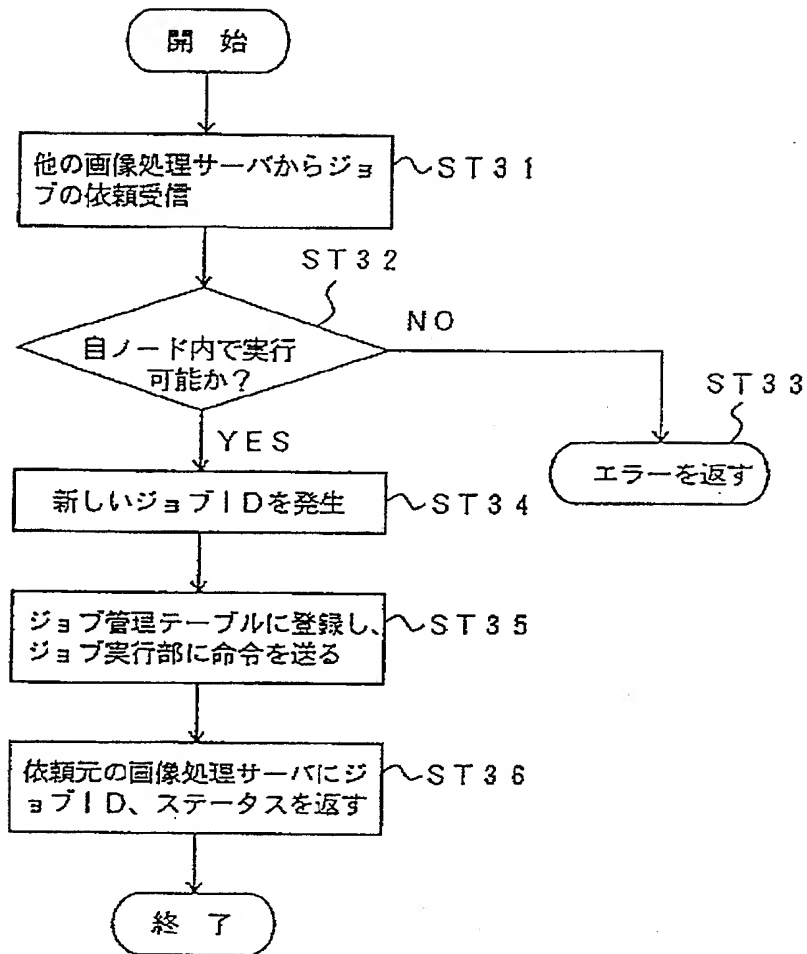 開 始
他の画像処理サーバからジョ
ブの依頼受信
ST31
ST32
自ノード内で実行
可能か?
NO
ST33
エラーを返す
YES
新しいジョブIDを発生
ST34
ジョブ管理テーブルに登録し、
ジョブ実行部に命令を送る
ST35
依頼元の画像処理サーバにジ
ョブID、ステータスを返す
ST36
終 了